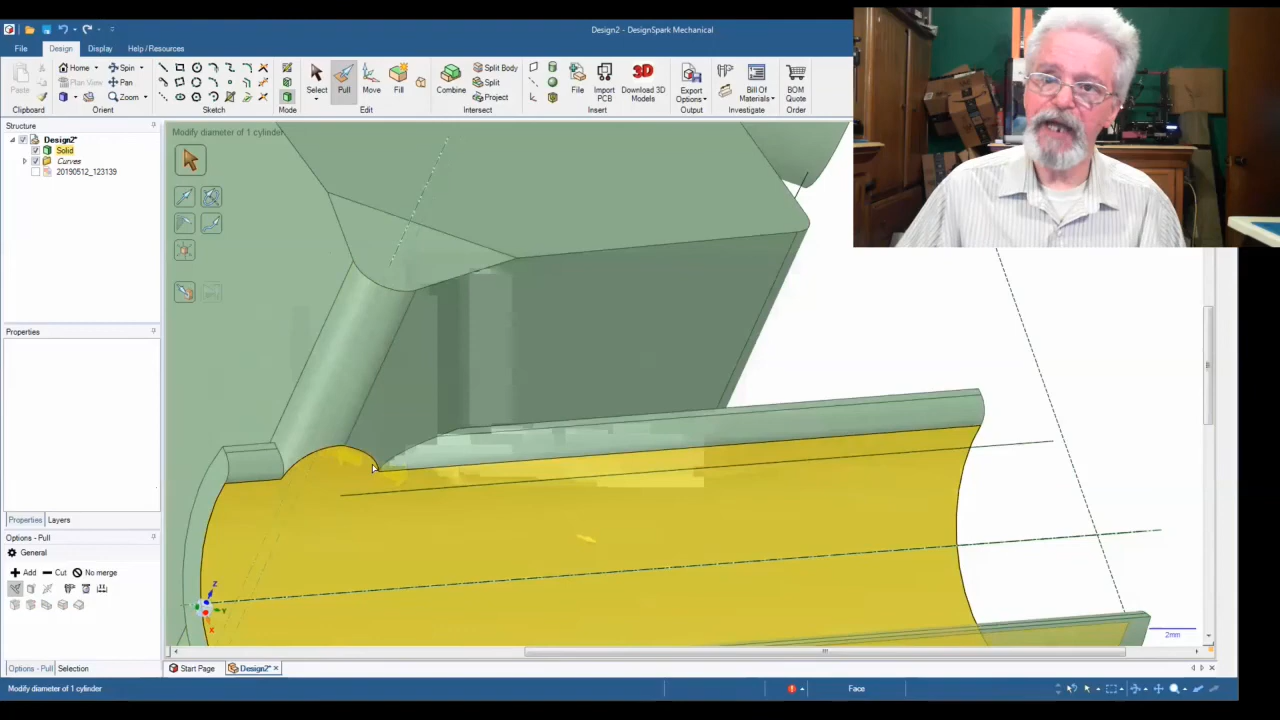 Design2 - DesignSpark Mechanical
File Design Display Help/Resources
Paste
Home Spin
Plan View Pan
Zoom
Select Pull Move Fill
Combine
Split Body
Split
Project
File Import PCB Download 3D Models
3D
Export Options
Bill Of Materials
BOM Quote
Clipboard Orient Sketch Mode Edit Intersect Insert Output Investigate Order
Structure
Design2*
Solid
Curves
20190512_123139
Modify diameter of 1 cylinder
Properties
Properties Layers
Options - Pull
General
Add Cut No merge
Z
Y
X
2mm
Options - Pull Selection
Start Page Design2*
Modify diameter of 1 cylinder
Face